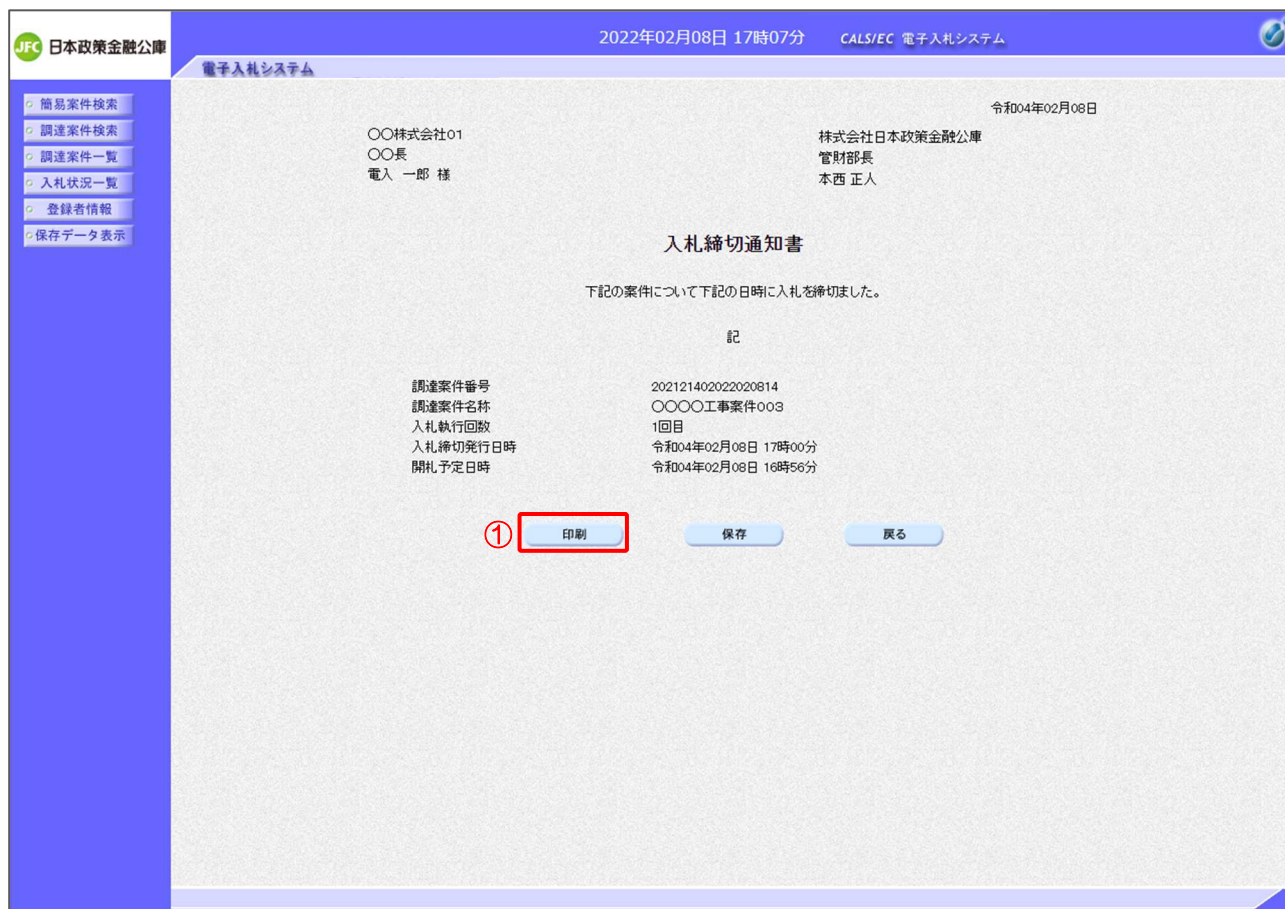 JFC 日本政策金融公庫
2022年02月08日 17時07分 CALS/EC 電子入札システム
電子入札システム
簡易案件検索
調達案件検索
調達案件一覧
入札状況一覧
登録者情報
保存データ表示
令和04年02月08日
〇〇株式会社01
〇〇長
電入 一郎 様
株式会社日本政策金融公庫
管財部長
本西 正人
入札締切通知書
下記の案件について下記の日時に入札を締切ました。
記
調達案件番号 202121402022020814
調達案件名称 〇〇〇〇工事案件003
入札執行回数 1回目
入札締切発行日時 令和04年02月08日 17時00分
開札予定日時 令和04年02月08日 16時56分
① 印刷 保存 戻る